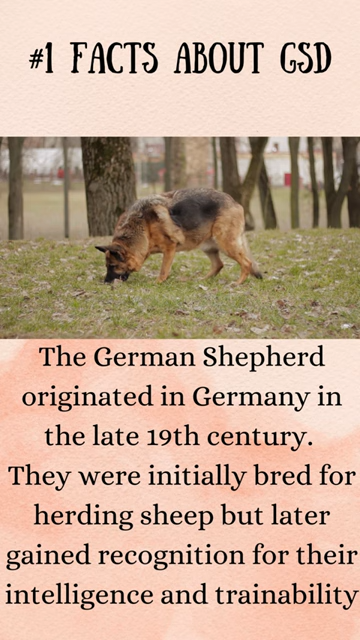 #1 FACTS ABOUT GSD
The German Shepherd
originated in Germany in
the late 19th century.
They were initially bred for
herding sheep but later
gained recognition for their
intelligence and trainability